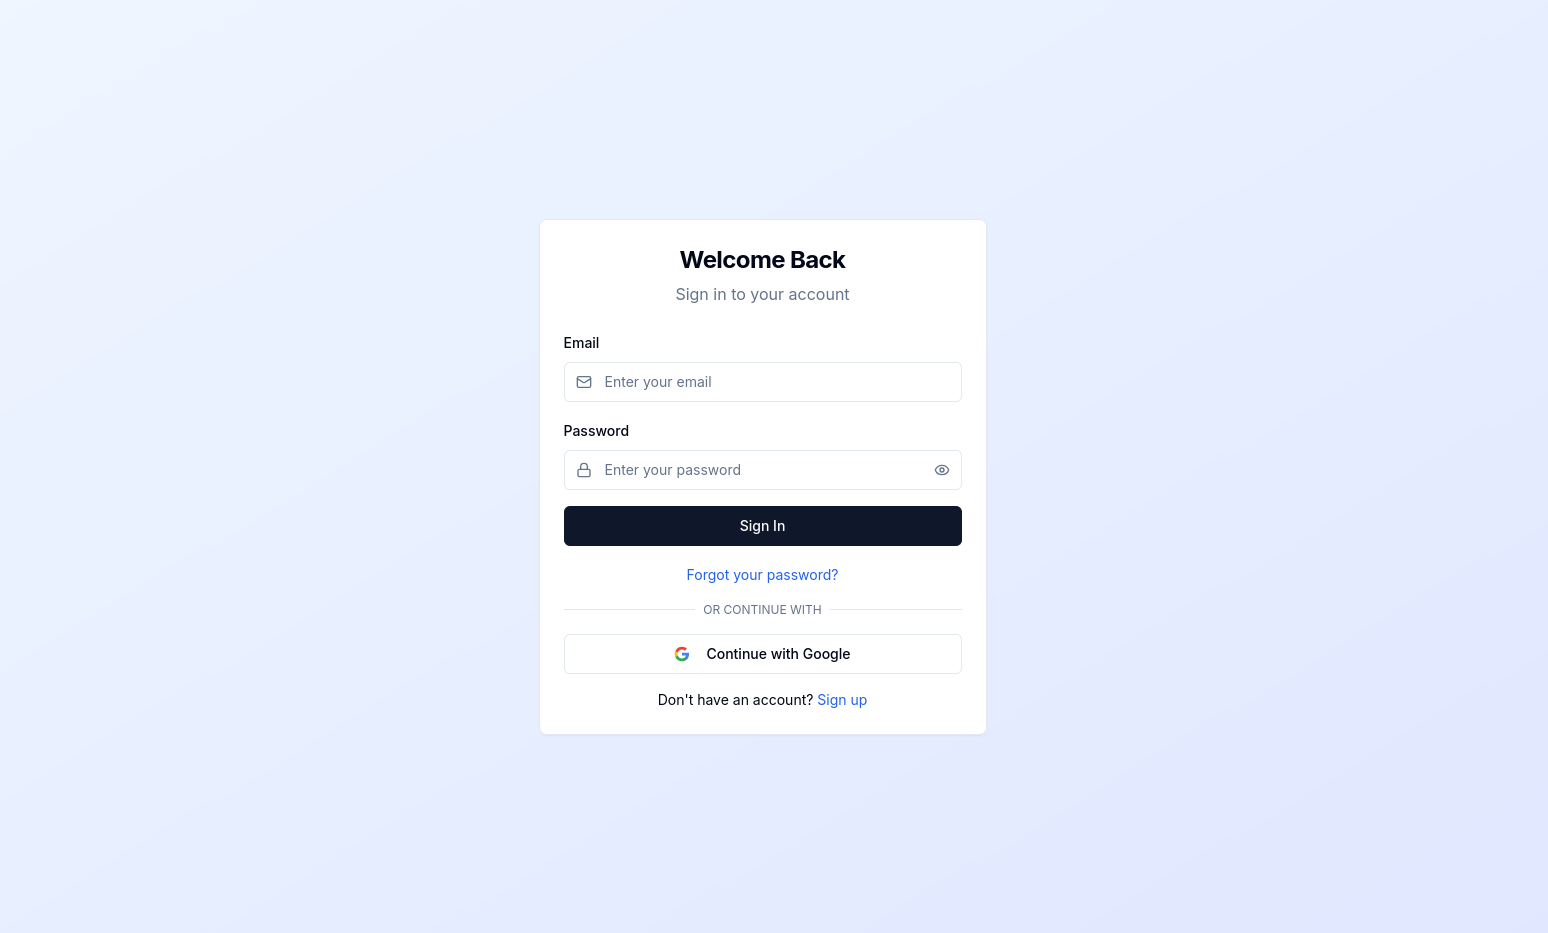 Welcome Back
Sign in to your account
Email
Enter your email
Password
Enter your password
Sign In
Forgot your password?
OR CONTINUE WITH
Continue with Google
Don't have an account? Sign up